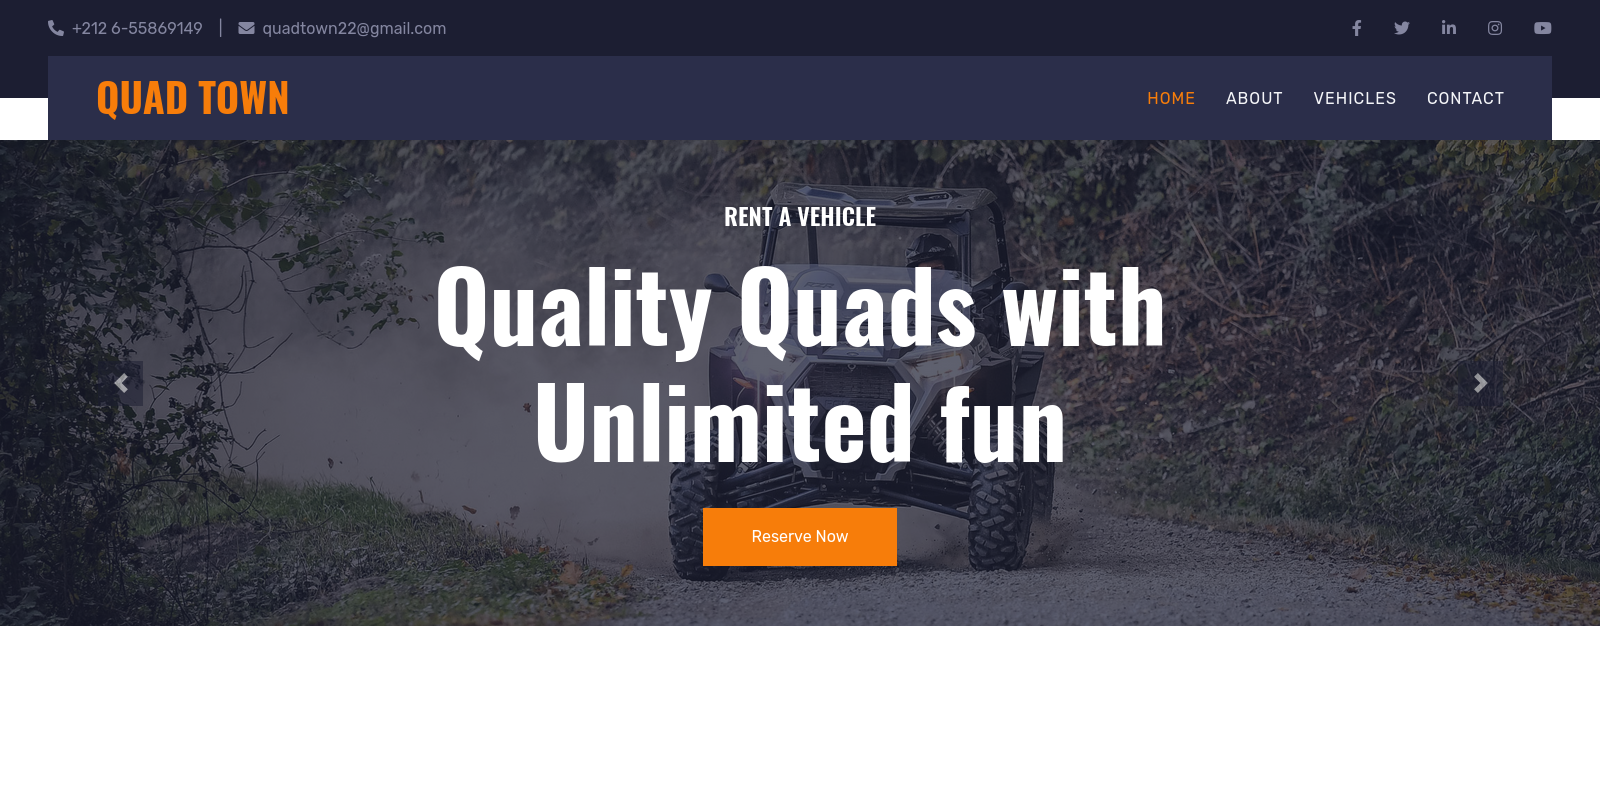 +212 6-55869149 | quadtown22@gmail.com
QUAD TOWN
HOME ABOUT VEHICLES CONTACT
RENT A VEHICLE
Quality Quads with
Unlimited fun
Reserve Now